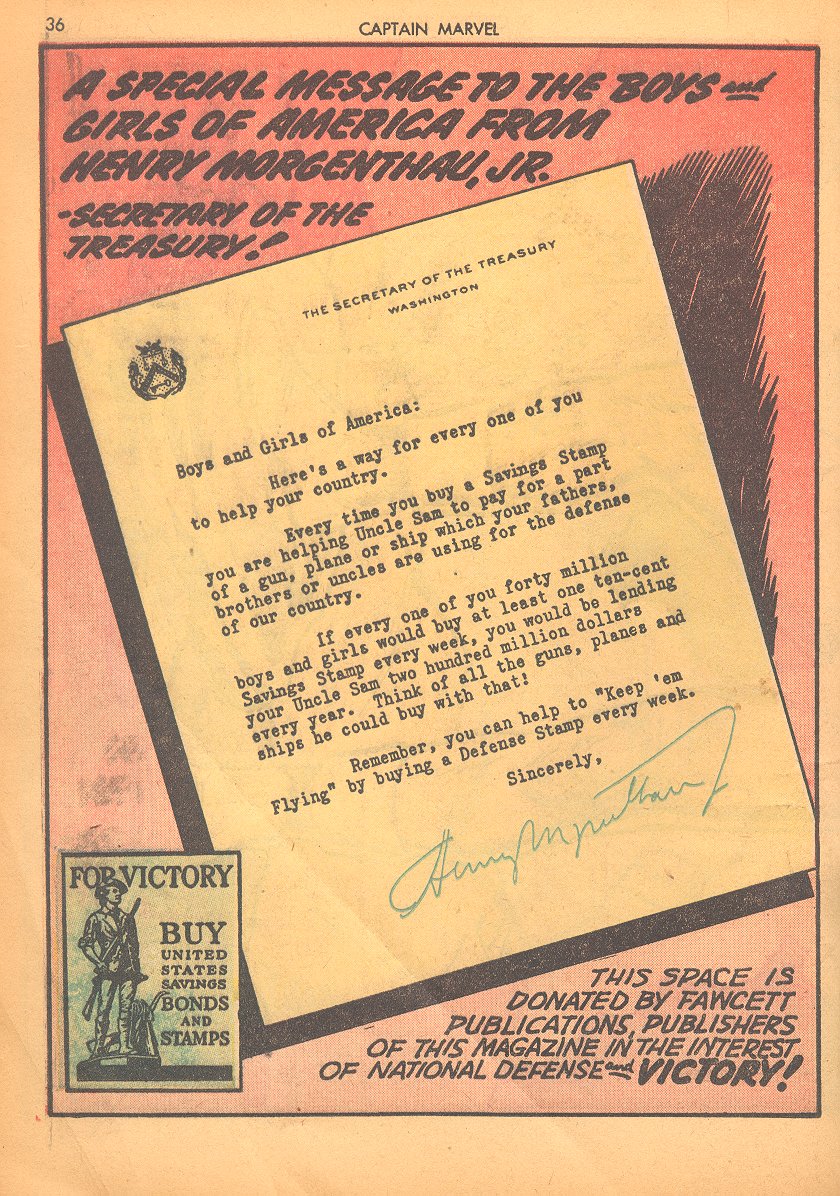 36
CAPTAIN MARVEL
A SPECIAL MESSAGE TO THE BOYS and
GIRLS OF AMERICA FROM
HENRY MORGENTHAU, JR.
-SECRETARY OF THE
TREASURY!
THE SECRETARY OF THE TREASURY
WASHINGTON
Boys and Girls of America:
Here's a way for every one of you
to help your country.
Every time you buy a Savings Stamp
you are helping Uncle Sam to pay for a part
of a gun, plane or ship which your fathers,
brothers or uncles are using for the defense
of our country.
If every one of you forty million
boys and girls would buy at least one ten-cent
Savings Stamp every week, you would be lending
your Uncle Sam two hundred million dollars
every year. Think of all the guns, planes and
ships he could buy with that!
Remember, you can help to "Keep 'em
Flying" by buying a Defense Stamp every week.
Sincerely,
Henry Morgenthau Jr
FOR VICTORY
BUY
UNITED
STATES
SAVINGS
BONDS
AND
STAMPS
THIS SPACE IS
DONATED BY FAWCETT
PUBLICATIONS, PUBLISHERS
OF THIS MAGAZINE IN THE INTEREST
OF NATIONAL DEFENSE and VICTORY!